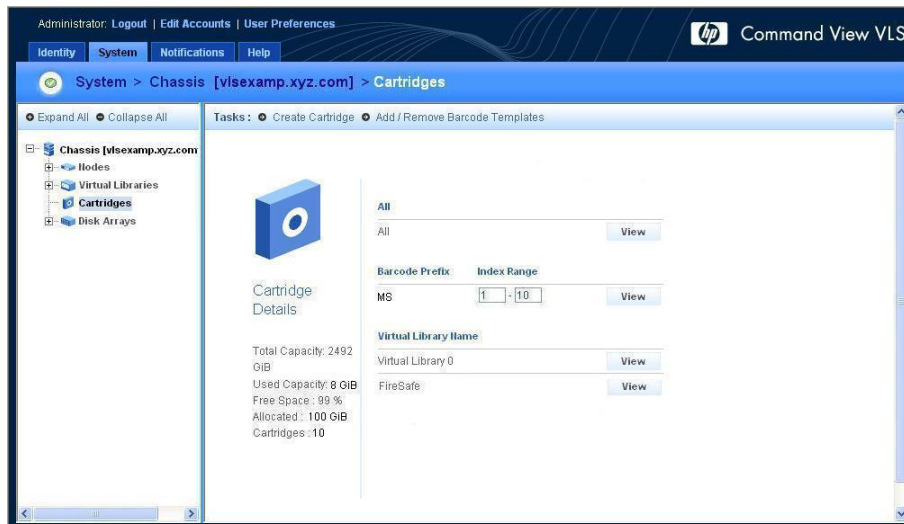 Administrator: Logout | Edit Accounts | User Preferences
hp Command View VLS
Identity System Notifications Help
System > Chassis [vlsexamp.xyz.com] > Cartridges
Expand All Collapse All
Tasks : Create Cartridge Add / Remove Barcode Templates
Chassis [vlsexamp.xyz.com
Nodes
Virtual Libraries
Cartridges
Disk Arrays
Cartridge
Details
Total Capacity: 2492
GiB
Used Capacity: 8 GiB
Free Space : 99 %
Allocated : 100 GiB
Cartridges : 10
All
All View
Barcode Prefix Index Range
MS 1 - 10 View
Virtual Library Name
Virtual Library 0 View
FireSafe View